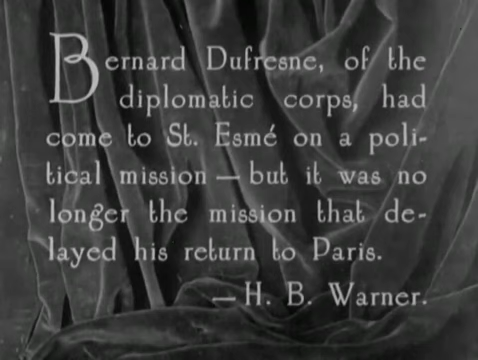 Bernard Dufresne, of the
diplomatic corps, had
come to St. Esmé on a poli-
tical mission — but it was no
longer the mission that de-
layed his return to Paris.
— H. B. Warner.